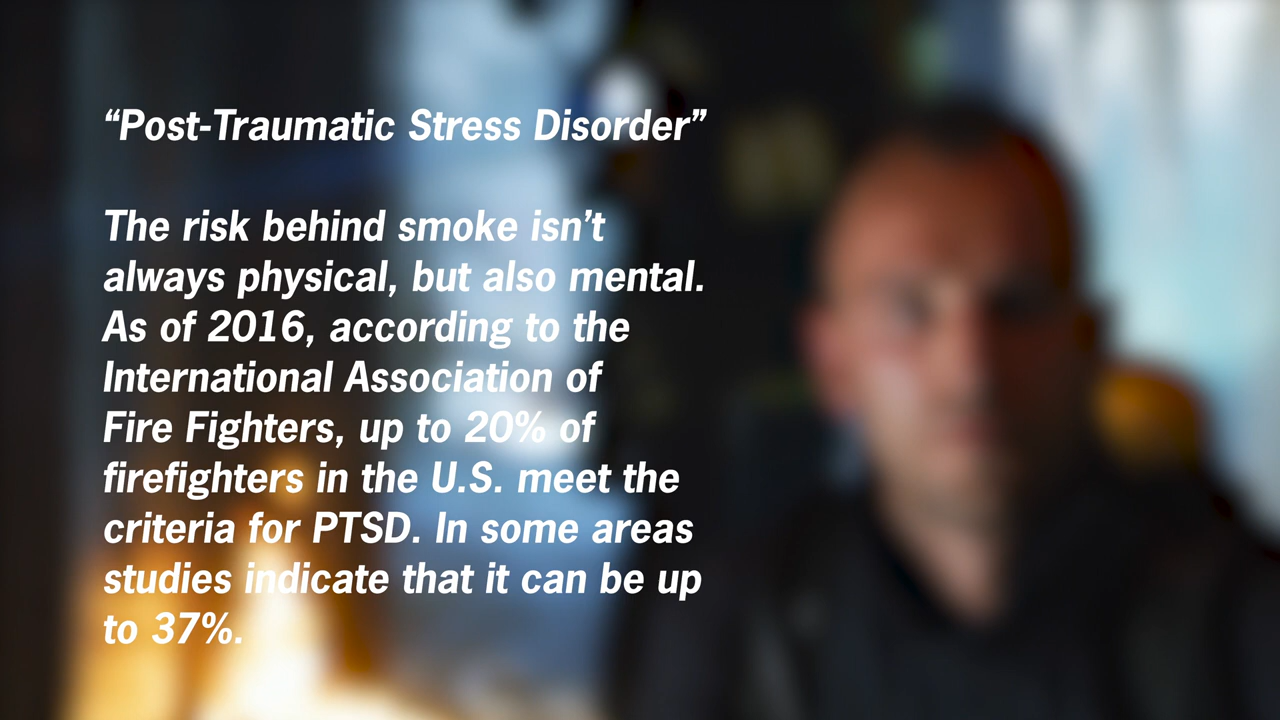 “Post-Traumatic Stress Disorder”
The risk behind smoke isn’t
always physical, but also mental.
As of 2016, according to the
International Association of
Fire Fighters, up to 20% of
firefighters in the U.S. meet the
criteria for PTSD. In some areas
studies indicate that it can be up
to 37%.